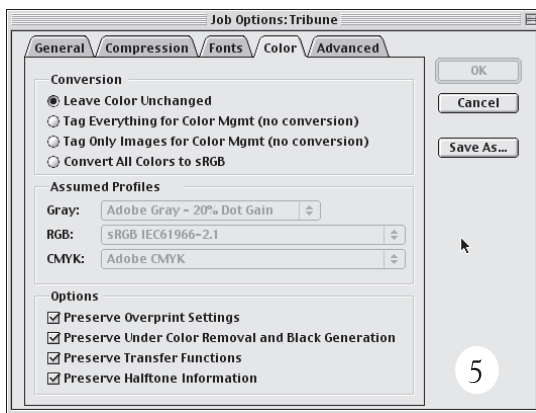 Job Options: Tribune
General Compression Fonts Color Advanced
Conversion
Leave Color Unchanged
Tag Everything for Color Mgmt (no conversion)
Tag Only Images for Color Mgmt (no conversion)
Convert All Colors to sRGB
Assumed Profiles
Gray: Adobe Gray - 20% Dot Gain
RGB: sRGB IEC61966-2.1
CMYK: Adobe CMYK
Options
Preserve Overprint Settings
Preserve Under Color Removal and Black Generation
Preserve Transfer Functions
Preserve Halftone Information
OK
Cancel
Save As...
5